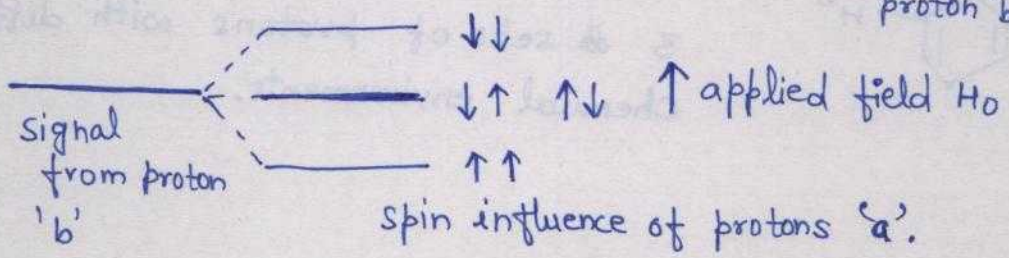 proton b
↓↓
↓↑ ↑↓ ↑ applied field H₀
signal
from proton
'b'
↑↑
spin influence of protons 'a'.